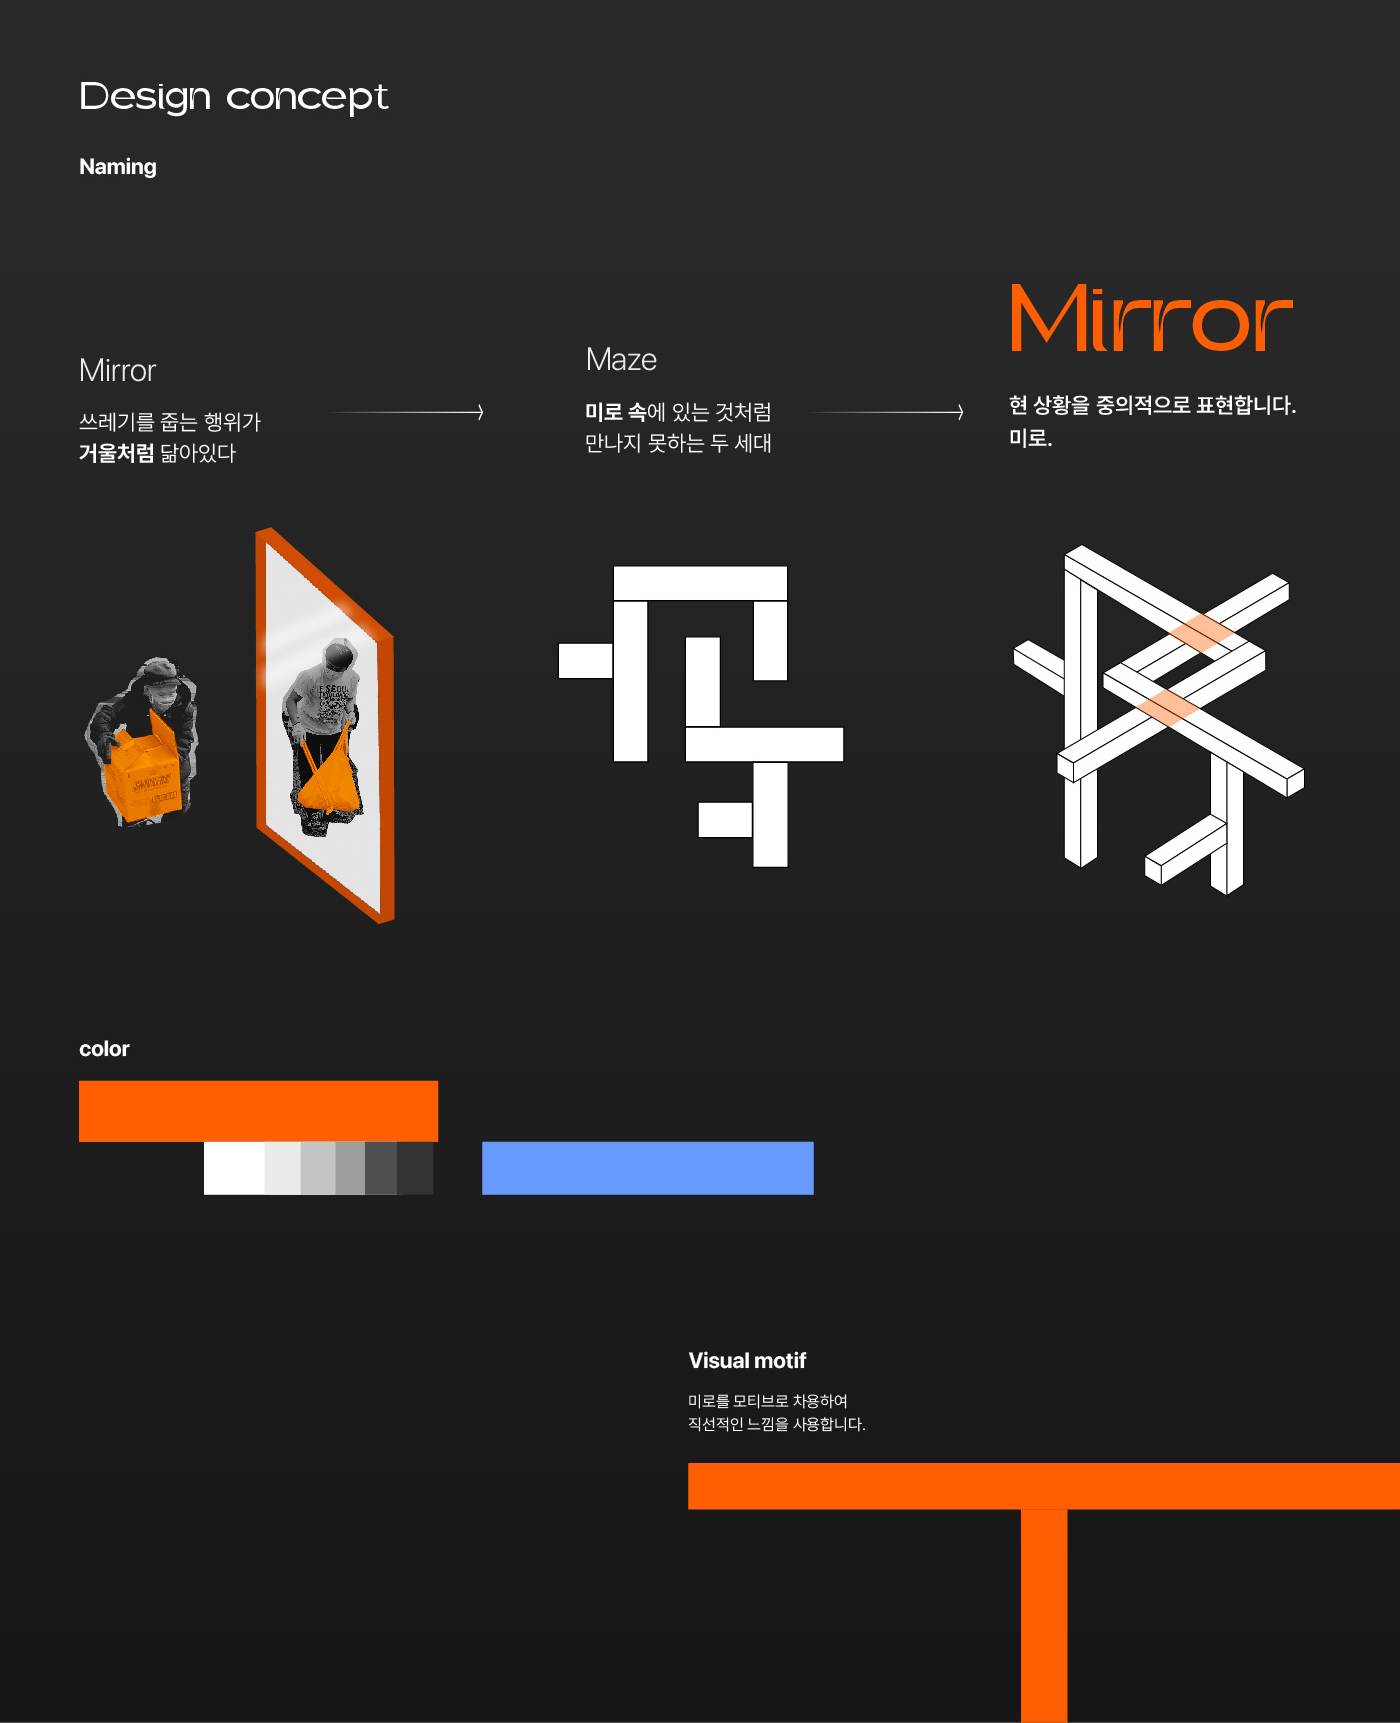 Design concept
Naming
Mirror
쓰레기를 줍는 행위가
거울처럼 닮아있다
Maze
미로 속에 있는 것처럼
만나지 못하는 두 세대
Mirror
현 상황을 중의적으로 표현합니다.
미로.
SEOUL
color
Visual motif
미로를 모티브로 차용하여
직선적인 느낌을 사용합니다.